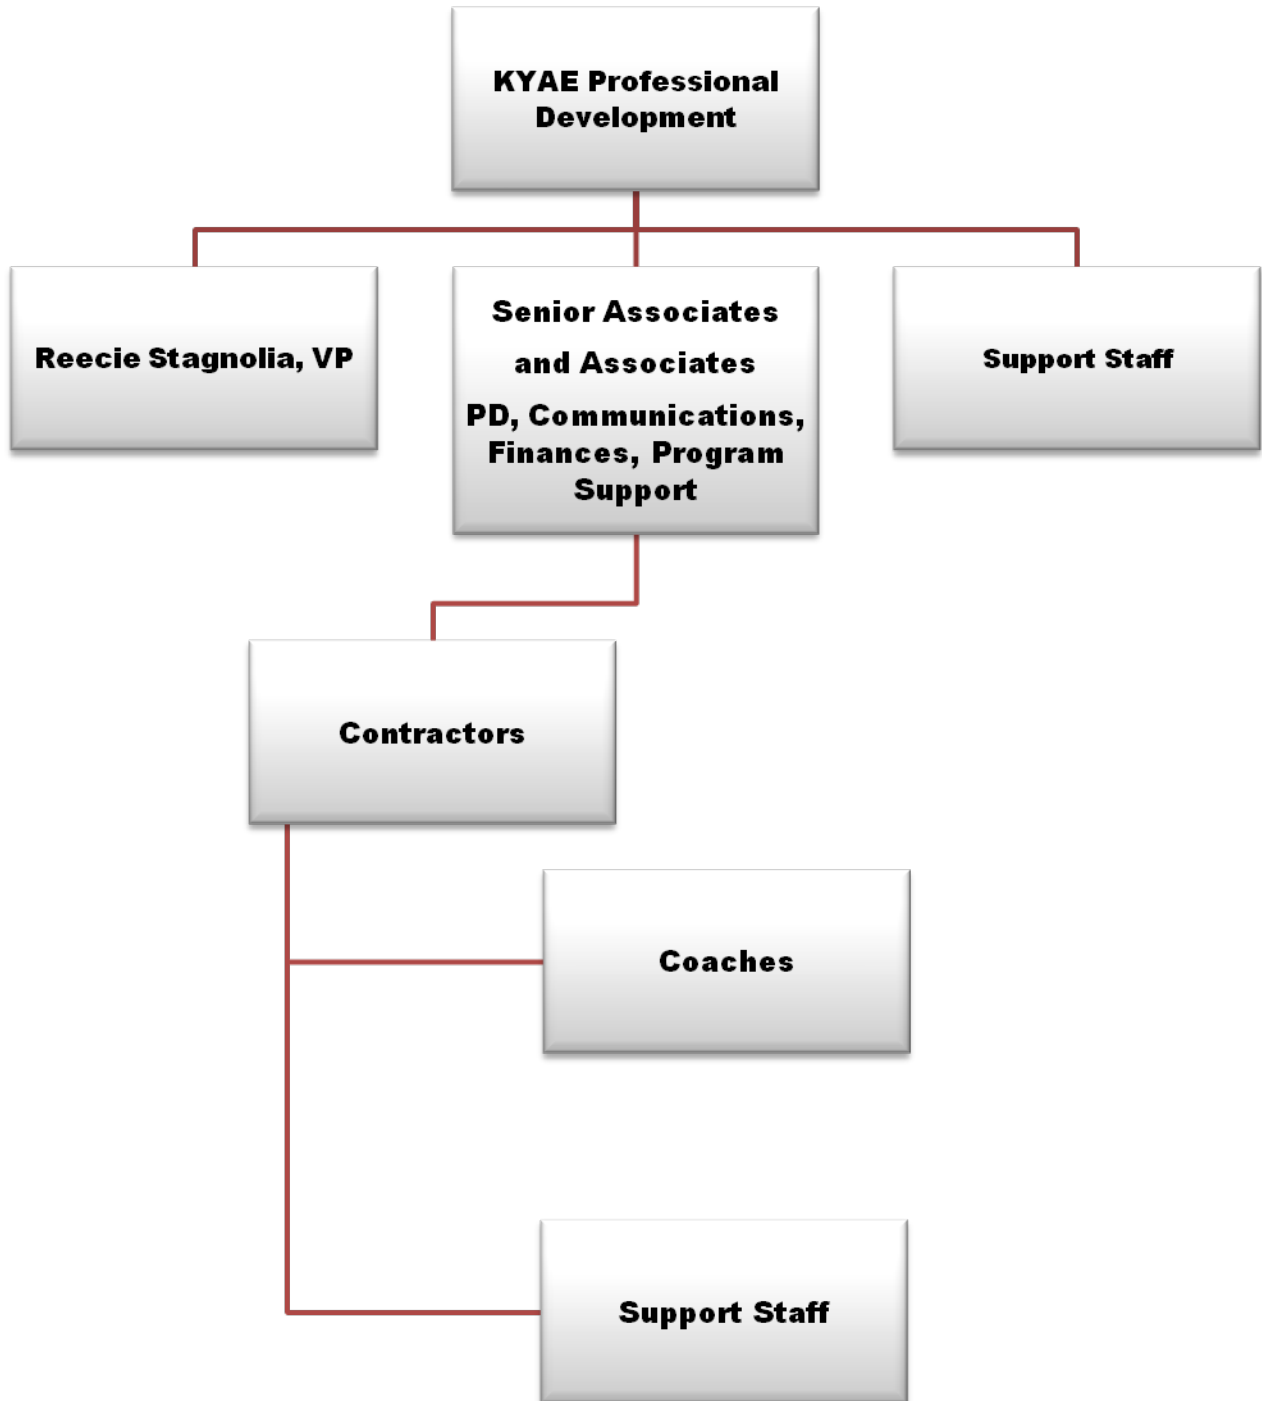 KYAE Professional
Development
Reecie Stagnolia, VP
Senior Associates
and Associates
PD, Communications,
Finances, Program
Support
Support Staff
Contractors
Coaches
Support Staff